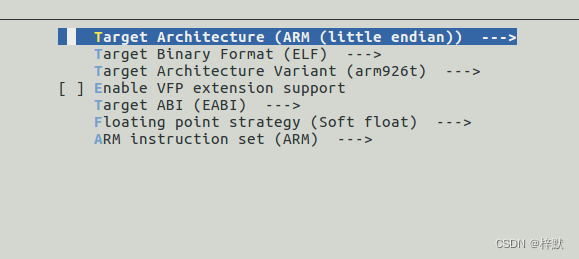 Target Architecture (ARM (little endian))  --->
Target Binary Format (ELF)  --->
Target Architecture Variant (arm926t)  --->
[ ] Enable VFP extension support
Target ABI (EABI)  --->
Floating point strategy (Soft float)  --->
ARM instruction set (ARM)  --->
CSDN @梓默